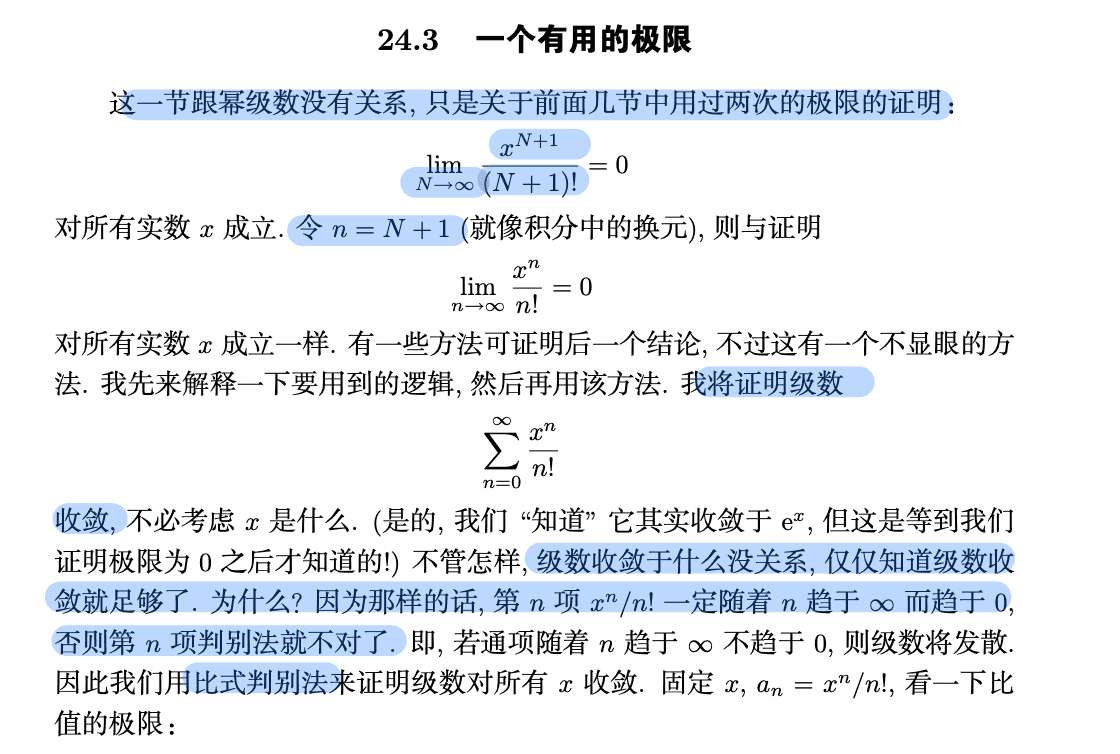 24.3 一个有用的极限
这一节跟幂级数没有关系, 只是关于前面几节中用过两次的极限的证明:
$\lim_{N\to\infty} \frac{x^{N+1}}{(N+1)!} = 0$
对所有实数 x 成立. 令 n = N + 1 (就像积分中的换元), 则与证明
$\lim_{n\to\infty} \frac{x^n}{n!} = 0$
对所有实数 x 成立一样. 有一些方法可证明后一个结论, 不过这有一个不显眼的方
法. 我先来解释一下要用到的逻辑, 然后再用该方法. 我将证明级数
$\sum_{n=0}^{\infty} \frac{x^n}{n!}$
收敛, 不必考虑 x 是什么. (是的, 我们 “知道” 它其实收敛于 eˣ, 但这是等到我们
证明极限为 0 之后才知道的!) 不管怎样, 级数收敛于什么没关系, 仅仅知道级数收
敛就足够了. 为什么? 因为那样的话, 第 n 项 xⁿ/n! 一定随着 n 趋于 ∞ 而趋于 0,
否则第 n 项判别法就不对了. 即, 若通项随着 n 趋于 ∞ 不趋于 0, 则级数将发散.
因此我们用比式判别法来证明级数对所有 x 收敛. 固定 x, aₙ = xⁿ/n!, 看一下比
值的极限: